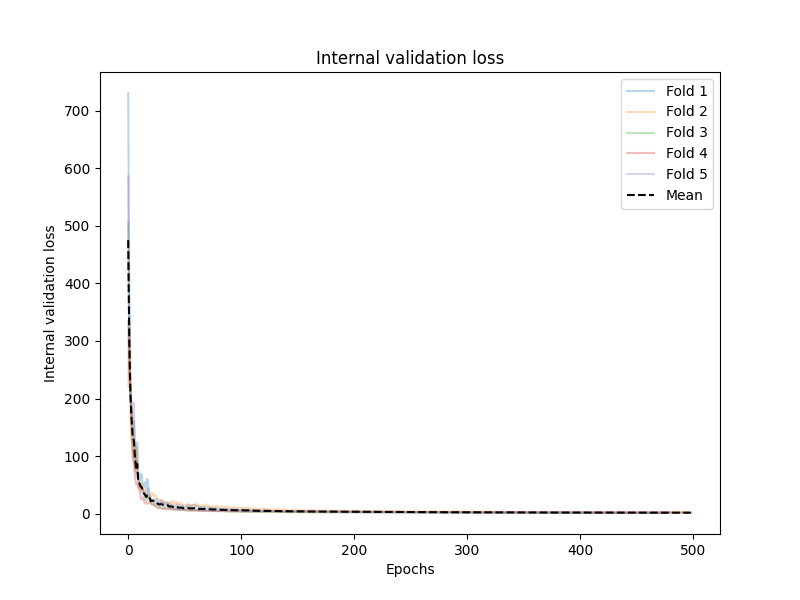 Internal validation loss
Fold 1
Fold 2
Fold 3
Fold 4
Fold 5
Mean
Internal validation loss
700
600
500
400
300
200
100
0
0 100 200 300 400 500
Epochs